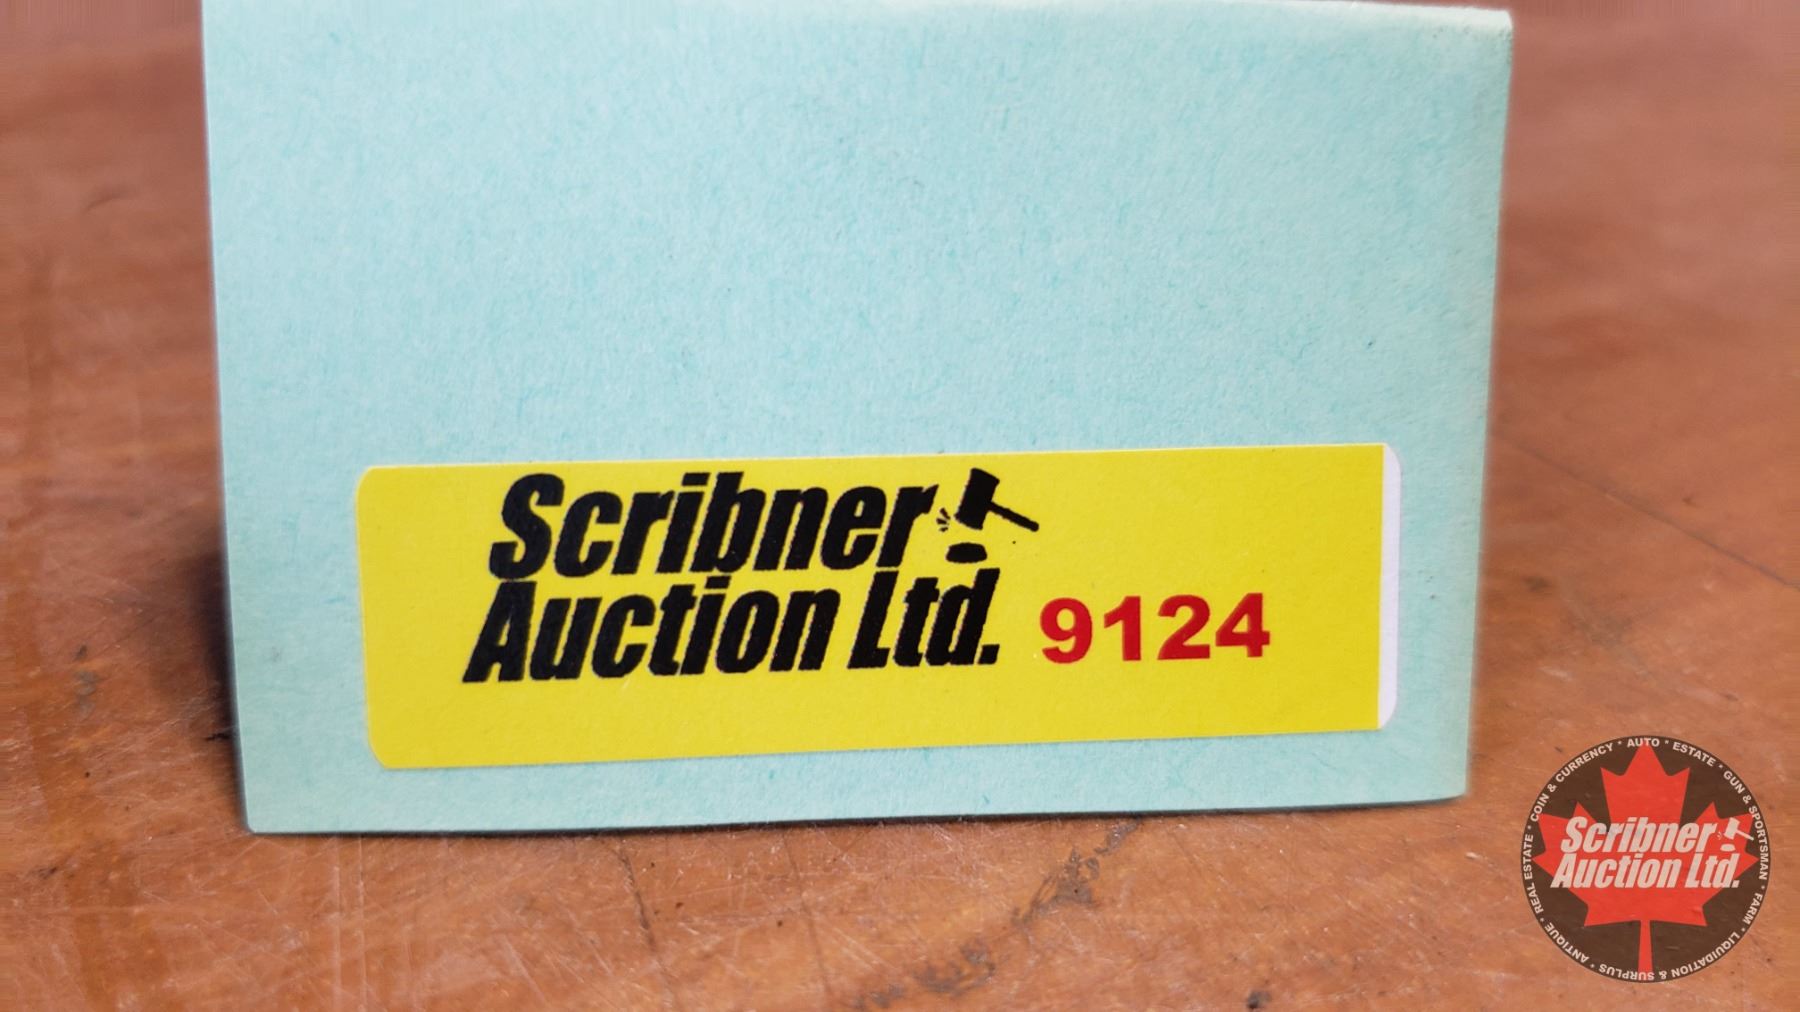 Scribner
Auction Ltd. 9124
COIN & CURRENCY * AUTO * ESTATE * GUN & SPORTSMAN * FARM * LIQUIDATION & SURPLUS * ANTIQUE * REAL ESTATE *
Scribner
Auction Ltd.